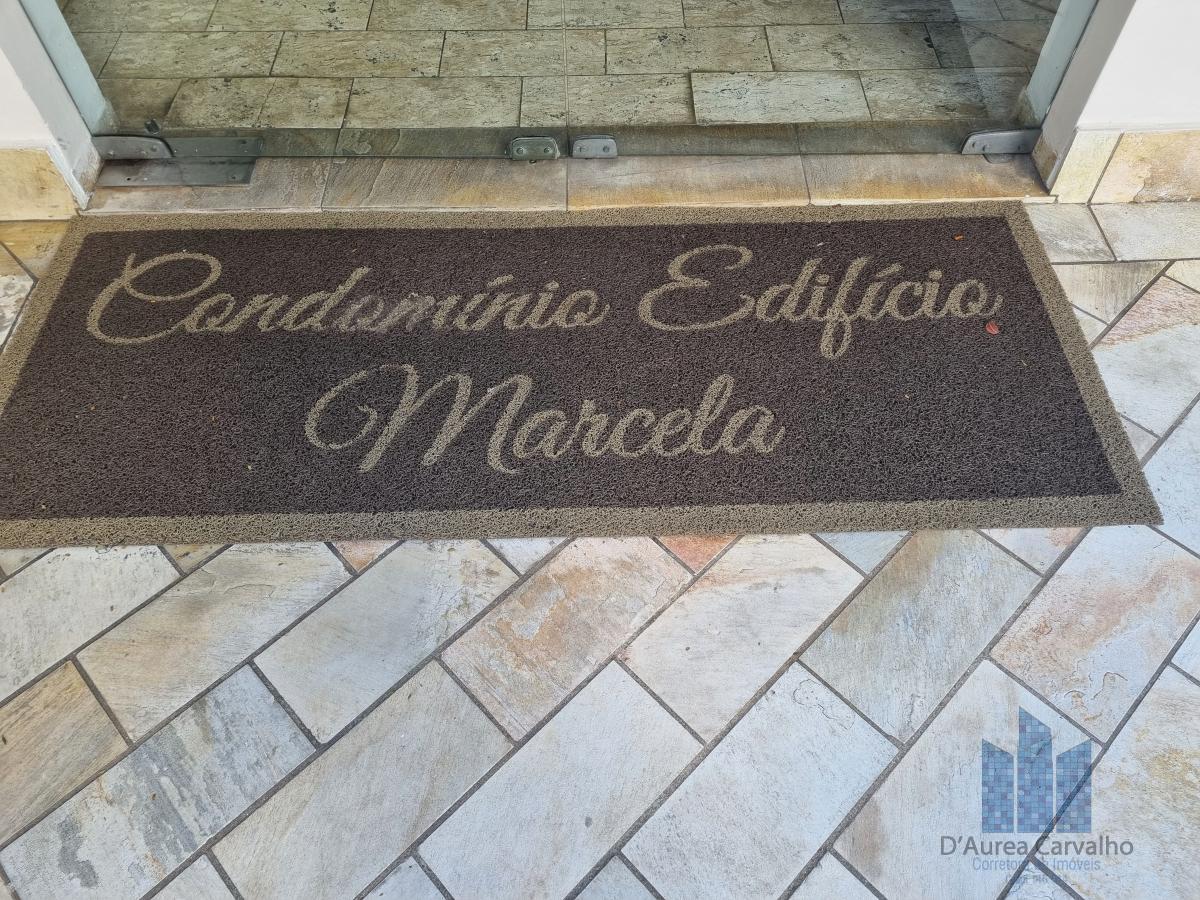 Condomínio Edifício
Marcela
D'Aurea Carvalho
Corretora de Imóveis